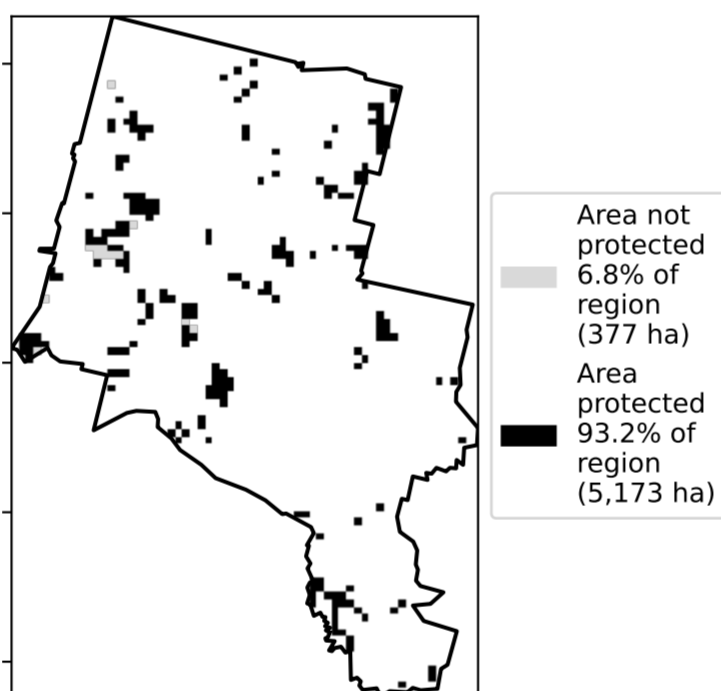 Area not
protected
6.8% of
region
(377 ha)
Area
protected
93.2% of
region
(5,173 ha)